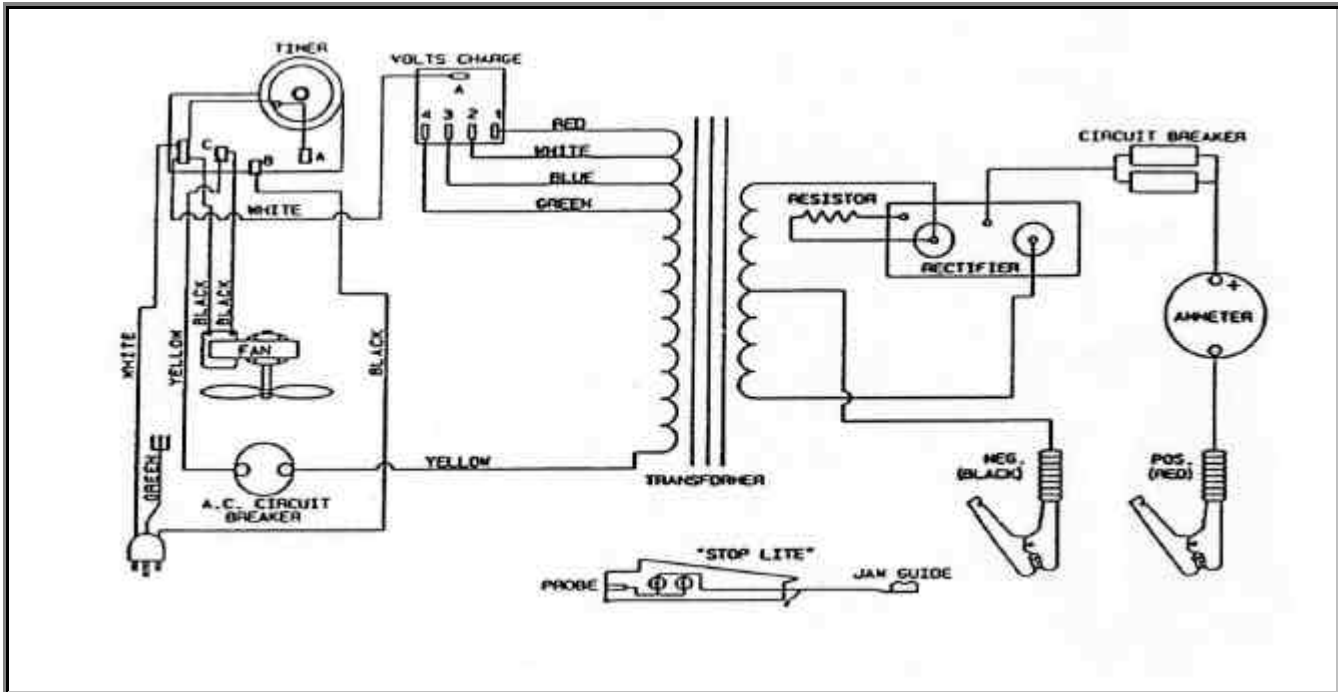 TIMER
VOLTS CHARGE
A
4 3 2 1
C
B
A
RED
WHITE
BLUE
GREEN
WHITE
CIRCUIT BREAKER
RESISTOR
RECTIFIER
+
AMMETER
BLACK
BLACK
FAN
WHITE
YELLOW
BLACK
GREEN
YELLOW
A.C. CIRCUIT
BREAKER
TRANSFORMER
NEG.
(BLACK)
POS.
(RED)
"STOP LITE"
PROBE
JAW GUIDE